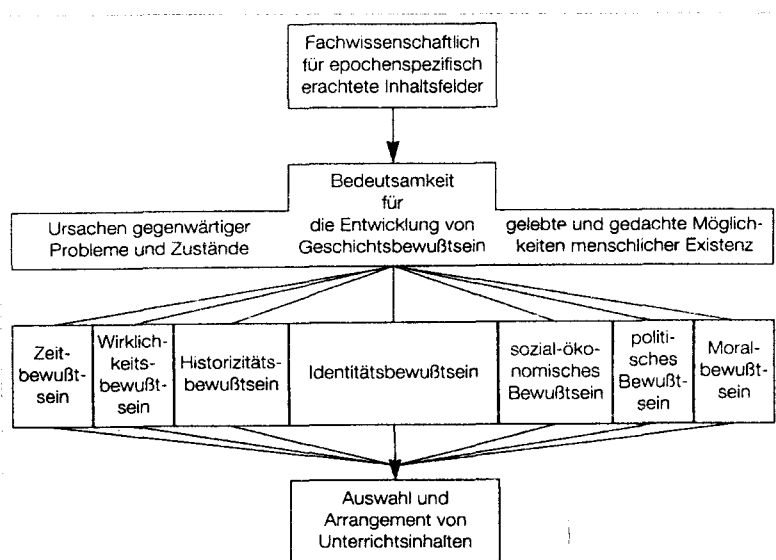 Fachwissenschaftlich
für epochenspezifisch
erachtete Inhaltsfelder
Bedeutsamkeit
für
die Entwicklung von
Geschichtsbewußtsein
Ursachen gegenwärtiger
Probleme und Zustände
gelebte und gedachte Möglich-
keiten menschlicher Existenz
Zeit-
bewußt-
sein
Wirklich-
keits-
bewußt-
sein
Historizitäts-
bewußtsein
Identitätsbewußtsein
sozial-öko-
nomisches
Bewußtsein
politi-
sches
Bewußt-
sein
Moral-
bewußt-
sein
Auswahl und
Arrangement von
Unterrichtsinhalten